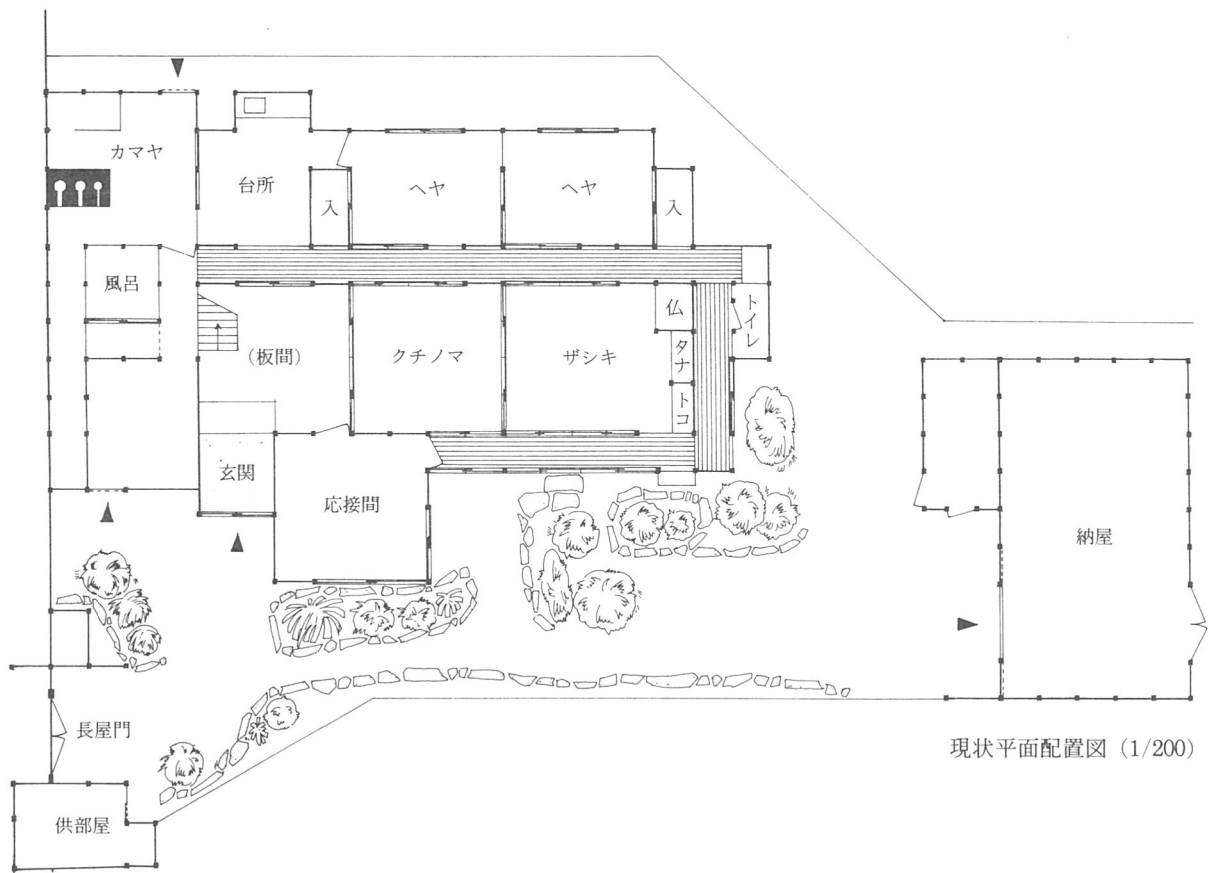 カマヤ
台所
入
ヘヤ
ヘヤ
入
風呂
(板間)
クチノマ
ザシキ
仏
タナ
トコ
トイレ
玄関
応接間
納屋
長屋門
供部屋
現状平面配置図 (1/200)